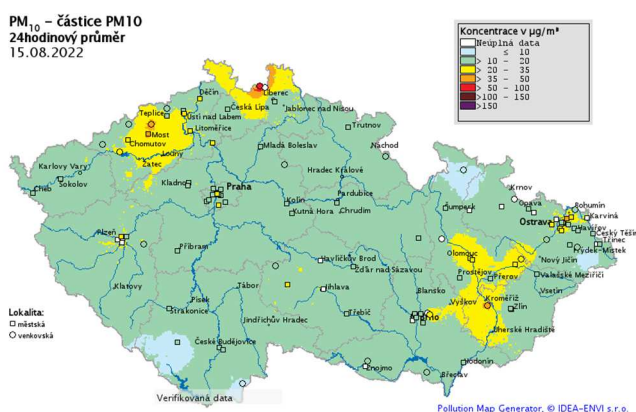 PM10 – částice PM10
24hodinový průměr
15.08.2022
Koncentrace v µg/m³
Neúplná data
≤ 10
> 10 - 20
> 20 - 35
> 35 - 50
> 50 - 100
>100 - 150
>150
Děčín
Liberec
Teplice
Česká Lípa
Jablonec nad Nisou
Ústí nad Labem
Litoměřice
Most
Trutnov
Chomutov
Louny
Mladá Boleslav
Náchod
Žatec
Karlovy Vary
Sokolov
Cheb
Kladno
Praha
Hradec Králové
Krnov
Pardubice
Kolín
Kutná Hora
Chrudim
Šumperk
Opava
Bohumín
Karviná
Ostrava
Havířov
Český Těšín
Třinec
Plzeň
Příbram
Olomouc
Frýdek-Místek
Nový Jičín
Havlíčkův Brod
Žďár nad Sázavou
Prostějov
Přerov
Valašské Meziříčí
Klatovy
Tábor
Jihlava
Blansko
Vsetín
Vyškov
Kroměříž
Zlín
Písek
Strakonice
Jindřichův Hradec
Třebíč
Brno
Uherské Hradiště
České Budějovice
Hodonín
Znojmo
Břeclav
Lokalita:
městská
venkovská
Verifikovaná data
Pollution Map Generator, © IDEA-ENVI s.r.o.